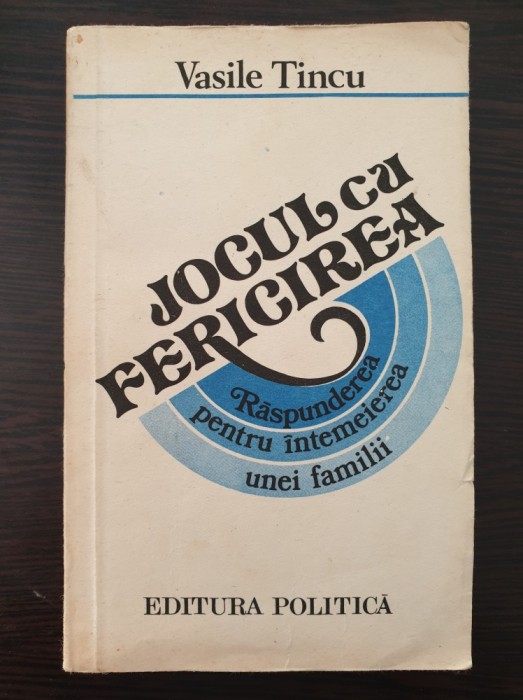 Vasile Tincu
JOCUL CU
FERICIREA
Răspunderea
pentru întemeierea
unei familii
EDITURA POLITICĂ